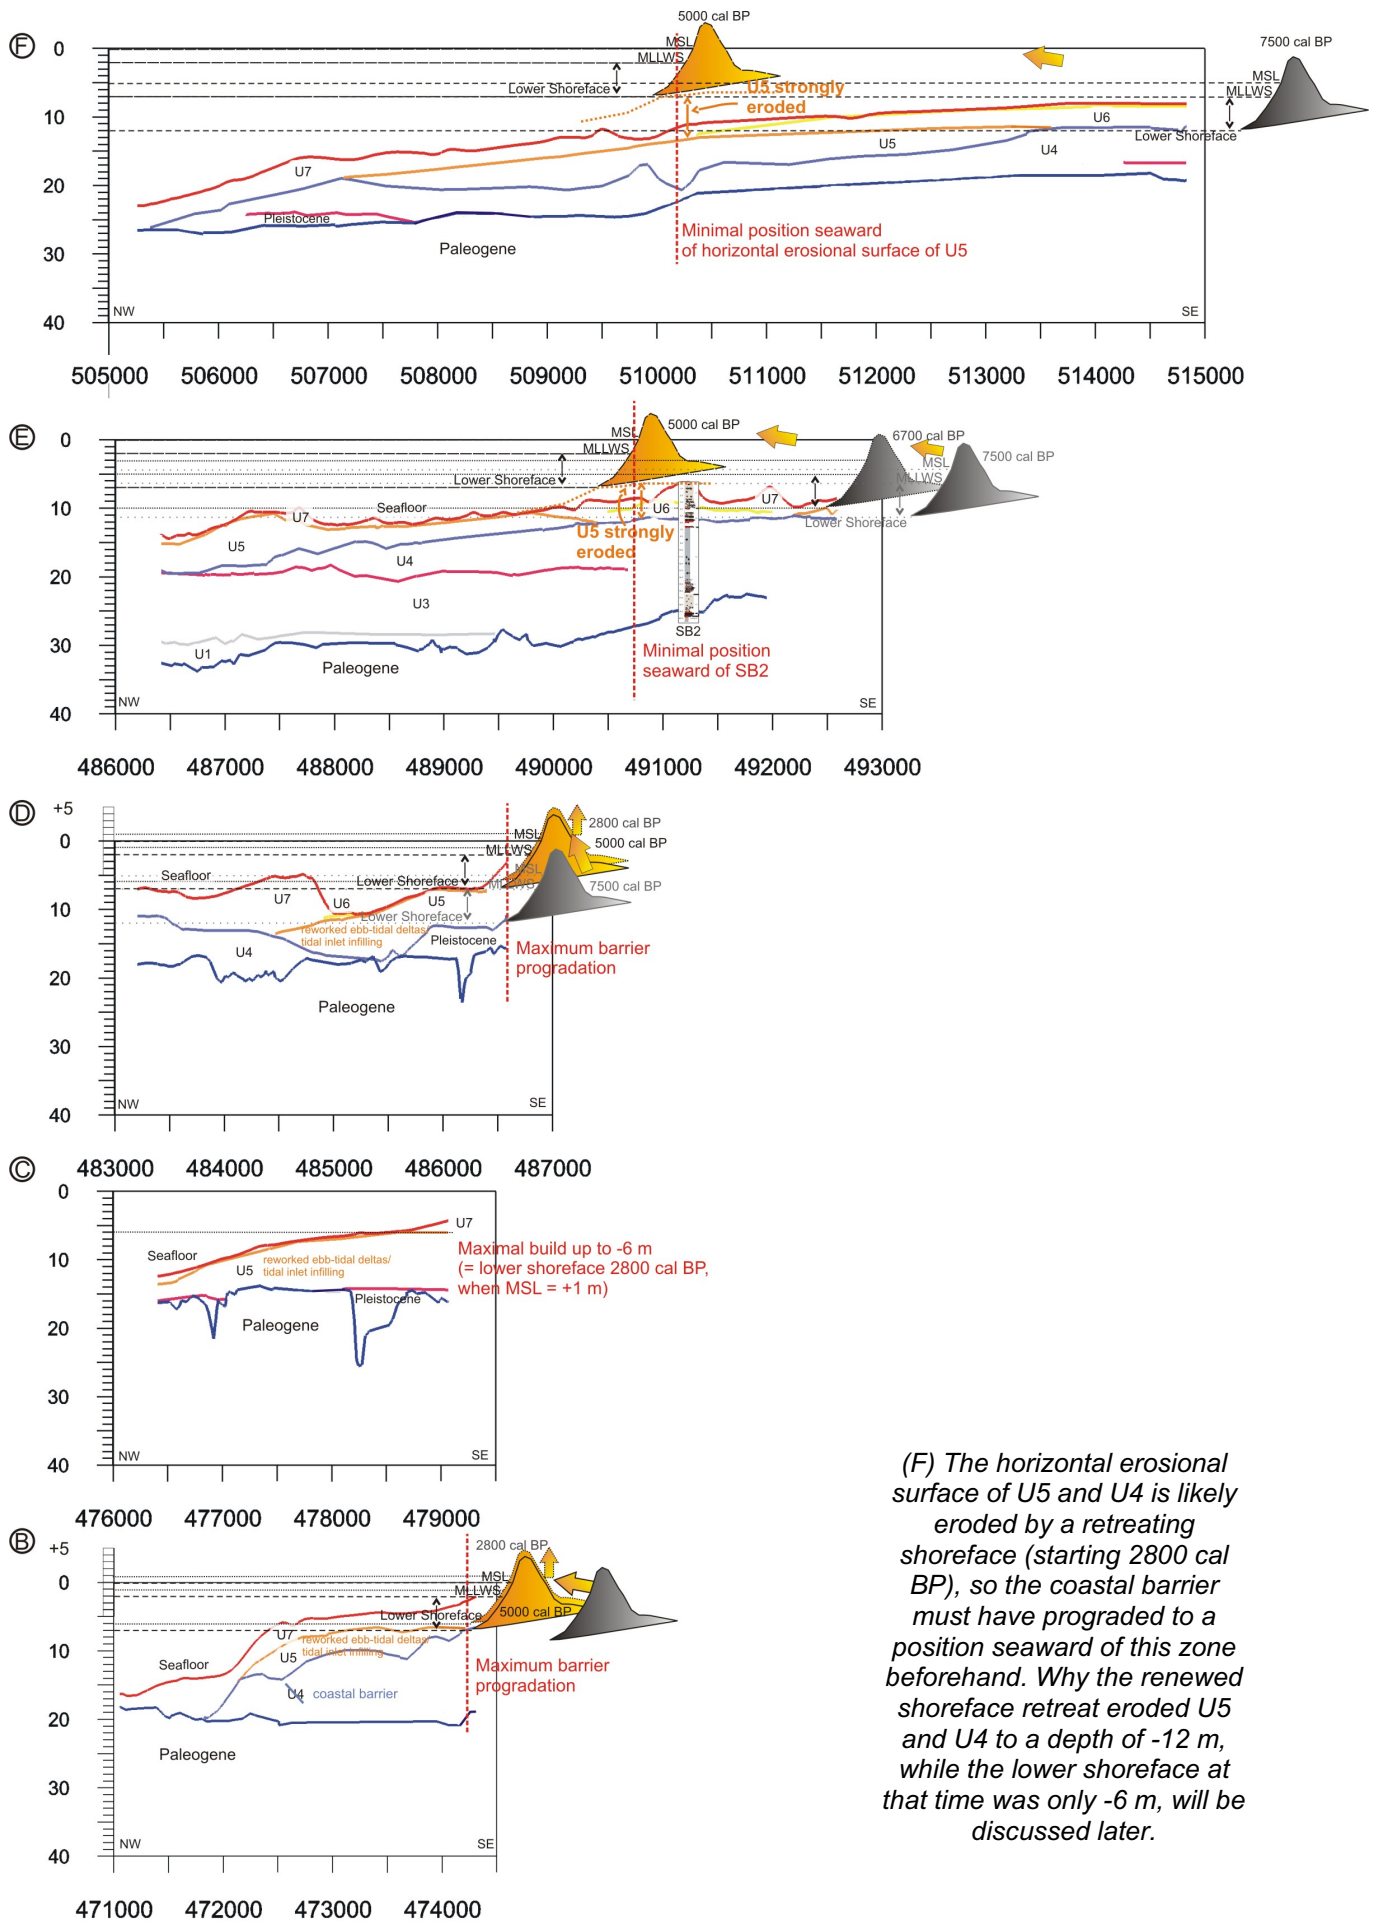 F
5000 cal BP
7500 cal BP
MSL
MLLWS
Lower Shoreface
U5 strongly
eroded
MSL
MLLWS
Lower Shoreface
U7
U6
U5
U4
Pleistocene
Paleogene
Minimal position seaward
of horizontal erosional surface of U5
0
10
20
30
40
NW
SE
505000 506000 507000 508000 509000 510000 511000 512000 513000 514000 515000
E
5000 cal BP
6700 cal BP
7500 cal BP
MSL
MLLWS
Lower Shoreface
MSL
MLLWS
Lower Shoreface
Seafloor
U7
U7
U6
U5
U5 strongly
eroded
U4
U3
U1
SB2
Paleogene
Minimal position
seaward of SB2
0
10
20
30
40
NW
SE
486000 487000 488000 489000 490000 491000 492000 493000
D
+5
0
10
20
30
40
2800 cal BP
5000 cal BP
7500 cal BP
MSL
MLLWS
MSL
MLLWS
Lower Shoreface
Lower Shoreface
Seafloor
U7
U6
U5
reworked ebb-tidal deltas/
tidal inlet infilling
U4
Pleistocene
Paleogene
Maximum barrier
progradation
NW
SE
483000 484000 485000 486000 487000
C
0
10
20
30
40
U7
Seafloor
U5
reworked ebb-tidal deltas/
tidal inlet infilling
Maximal build up to -6 m
(= lower shoreface 2800 cal BP,
when MSL = +1 m)
Pleistocene
Paleogene
NW
SE
476000 477000 478000 479000
B
+5
0
10
20
30
40
2800 cal BP
MSL
MLLWS
Lower Shoreface
5000 cal BP
U7
reworked ebb-tidal deltas/
tidal inlet infilling
Seafloor
U5
U4
coastal barrier
Paleogene
Maximum barrier
progradation
NW
SE
471000 472000 473000 474000
(F) The horizontal erosional
surface of U5 and U4 is likely
eroded by a retreating
shoreface (starting 2800 cal
BP), so the coastal barrier
must have prograded to a
position seaward of this zone
beforehand. Why the renewed
shoreface retreat eroded U5
and U4 to a depth of -12 m,
while the lower shoreface at
that time was only -6 m, will be
discussed later.